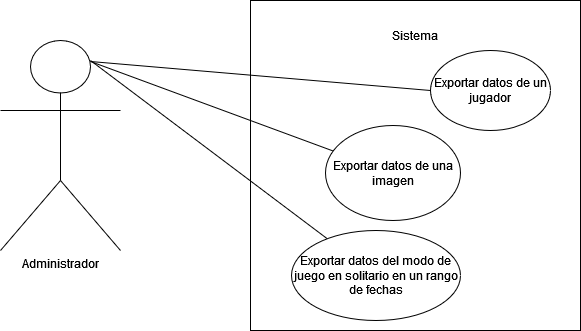 Sistema
Exportar datos de un
jugador
Exportar datos de una
imagen
Exportar datos del modo de
juego en solitario en un rango
de fechas
Administrador